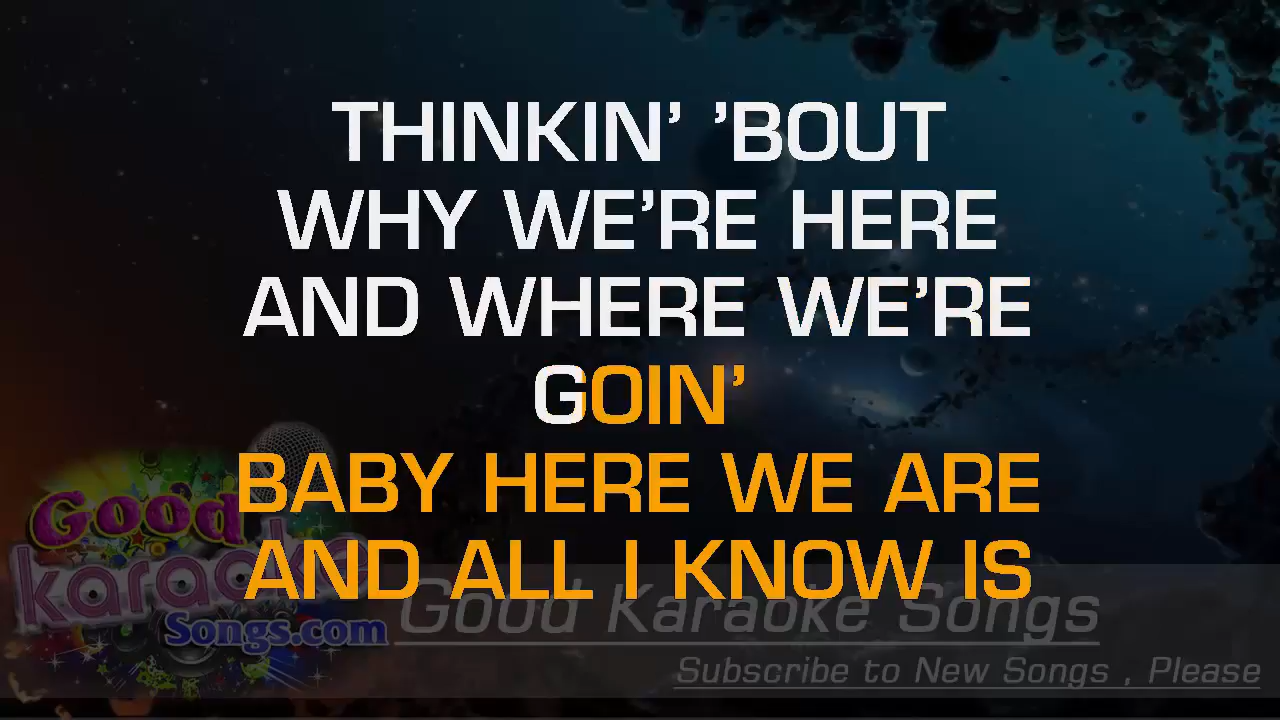 THINKIN’ ’BOUT
WHY WE’RE HERE
AND WHERE WE’RE
GOIN’
BABY HERE WE ARE
AND ALL I KNOW IS
Good
karaoke
Songs.com
Good Karaoke Songs
Subscribe to New Songs , Please